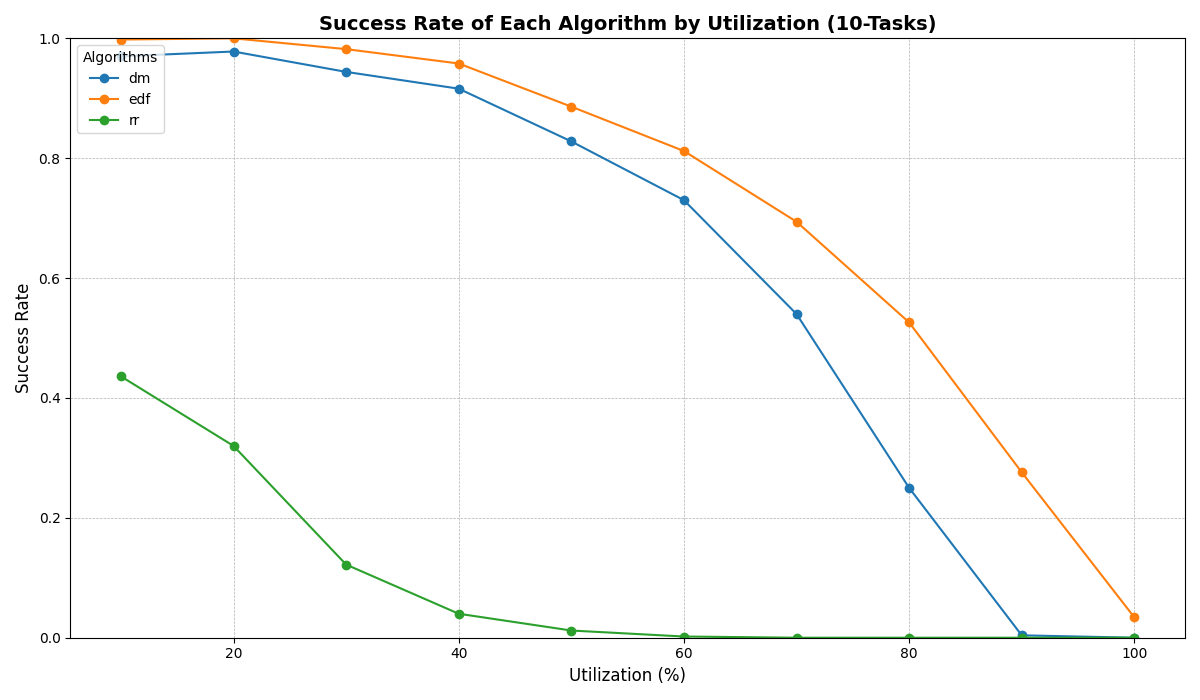 Success Rate of Each Algorithm by Utilization (10-Tasks)
Algorithms
dm
edf
rr
1.0
0.8
0.6
0.4
0.2
0.0
Success Rate
20
40
60
80
100
Utilization (%)